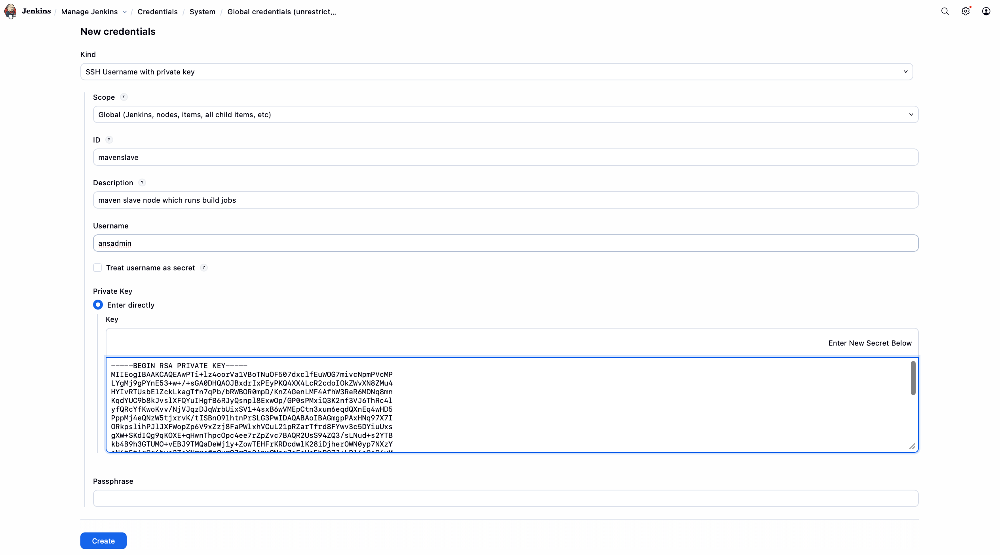 Jenkins / Manage Jenkins / Credentials / System / Global credentials (unrestrict...
New credentials
Kind
SSH Username with private key
Scope ?
Global (Jenkins, nodes, items, all child items, etc)
ID ?
mavenslave
Description ?
maven slave node which runs build jobs
Username
ansadmin
Treat username as secret ?
Private Key
Enter directly
Key
Enter New Secret Below
-----BEGIN RSA PRIVATE KEY-----
MIIEogIBAAKCAQEAwPTi+lz4oorVa1VBoTNuOF507dxclfEuWOG7mivcNpmPVcMP
LYgMj9gPYnE53+w+/+sGA0DHQAOJBxdrIxPEyPKQ4XX4LcR2cdoIOkZWvXN8ZMu4
HYIvRTUsbElZckLkagTfn7qPb/bRWBOR0mpD/KnZ4GenLMF4AfhW3ReR6MDNq8mn
KqdYUC9b8kJvslXFQYuIHgfB6RJyQsnpl8ExwOp/GP0sPMxiQ3K2nf3VJ6ThRc4l
yfQRcYfKwoKvv/NjVJqzDJqWrbUixSV1+4sxB6wVMEpCtn3xum6eqdQXnEq4wHD5
PppMj4eQNzW5tjxrvK/tISBnO9lhtnPrSLG3PwIDAQABAoIBAGmgpPAxHNq97X7I
ORkpslihPJlJXFWopZp6V9xZzj8FaPWlxhVCuL21pRZarTfrd8FYwv3c5DYiuUxs
gXW+SKdIQg9qKOXE+qHwnThpcOpc4ee7rZpZvc7BAQR2UsS94ZQ3/sLNud+s2YTB
kb4B9h3GTUMO+vEBJ9TMQaDeWj1y+ZowTEHFrKRDcdwlK28iDjherOWN0yp7NXzY
Passphrase
Create